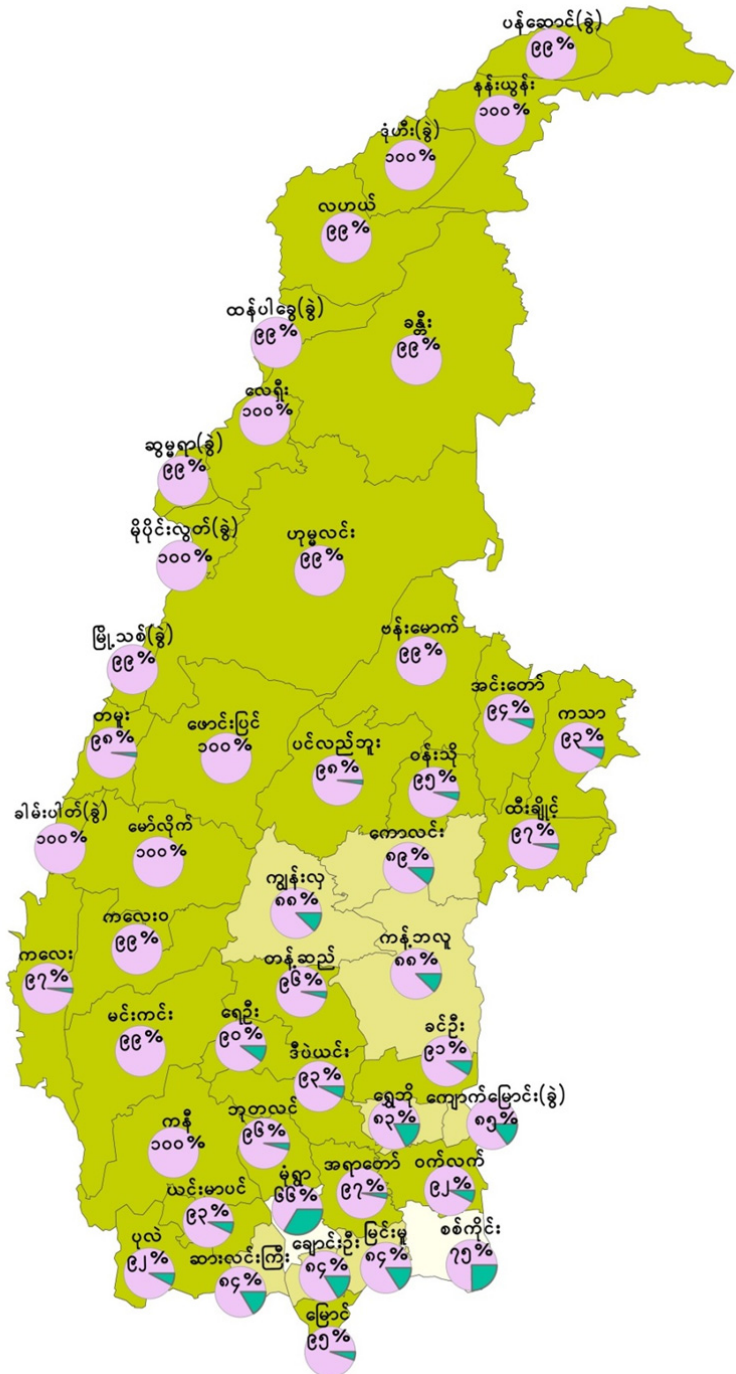 ပန်ဆောင်(ခွဲ)
၉၉%
နန်းယွန်း
၁၀၀%
ဒုံဟီး(ခွဲ)
၁၀၀%
လဟယ်
၉၉%
ထန်ပါခွေ(ခွဲ)
၉၉%
ခန္တီး
၉၉%
လေရှီး
၁၀၀%
ဆွမ္မရာ(ခွဲ)
၉၉%
မိုပိုင်းလွတ်(ခွဲ)
၁၀၀%
ဟုမ္မလင်း
၉၉%
မြို့သစ်(ခွဲ)
၉၉%
ဗန်းမောက်
၉၉%
အင်းတော်
၉၄%
ကသာ
၉၃%
တမူး
၉၈%
ဖောင်းပြင်
၁၀၀%
ပင်လည်ဘူး
၉၈%
ဝန်းသို
၉၅%
ထီးချိုင့်
၉၇%
ခါမ်းပါတ်(ခွဲ)
၁၀၀%
မော်လိုက်
၁၀၀%
ကောလင်း
၈၉%
ကျွန်းလှ
၈၈%
ကလေးဝ
၉၉%
ကန့်ဘလူ
၈၈%
ကလေး
၉၇%
တန့်ဆည်
၉၆%
မင်းကင်း
၉၉%
ရေဦး
၉၀%
ခင်ဦး
၉၁%
ဒီပဲယင်း
၉၃%
ရွှေဘို
၈၃%
ကျောက်မြောင်း(ခွဲ)
၈၅%
ကနီ
၁၀၀%
ဘုတလင်
၉၆%
အရာတော်
၉၇%
ဝက်လက်
၉၂%
မုံရွာ
၆၆%
ယင်းမာပင်
၉၃%
ပုလဲ
၉၂%
ဆားလင်းကြီး
၈၄%
ချောင်းဦး
၈၄%
မြင်းမူ
၈၄%
စစ်ကိုင်း
၇၅%
မြောင်
၉၅%